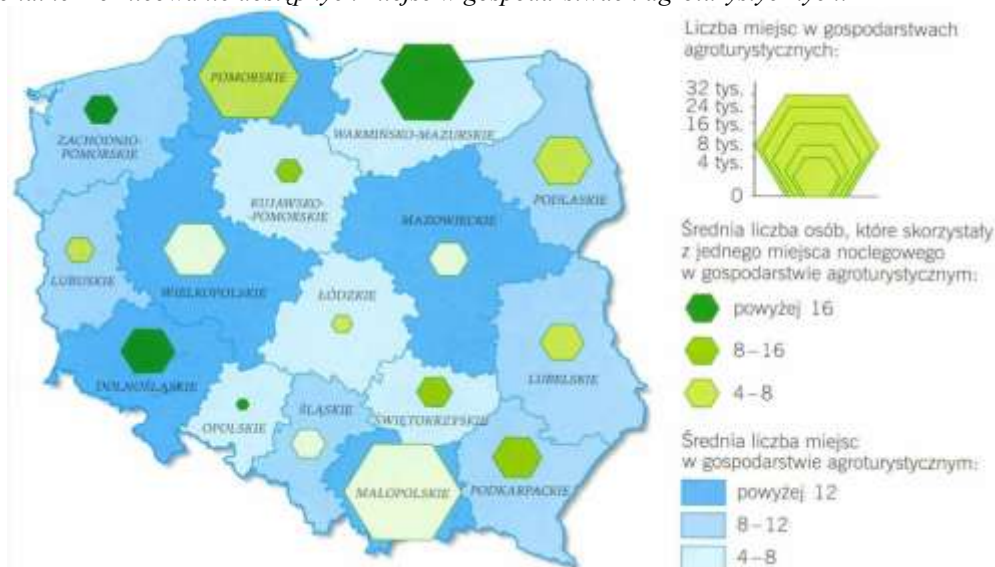 POMORSKIE
ZACHODNIO-
POMORSKIE
WARMIŃSKO-MAZURSKIE
KUJAWSKO-
POMORSKIE
MAZOWIECKIE
PODLASKIE
LUBUSKIE
WIELKOPOLSKIE
ŁÓDZKIE
DOLNOŚLĄSKIE
LUBELSKIE
OPOLSKIE
ŚLĄSKIE
ŚWIĘTOKRZYSKIE
MAŁOPOLSKIE
PODKARPACKIE
Liczba miejsc w gospodarstwach
agroturystycznych:
32 tys.
24 tys.
16 tys.
8 tys.
4 tys.
0
Średnia liczba osób, które skorzystały
z jednego miejsca noclegowego
w gospodarstwie agroturystycznym:
powyżej 16
8–16
4–8
Średnia liczba miejsc
w gospodarstwie agroturystycznym:
powyżej 12
8–12
4–8